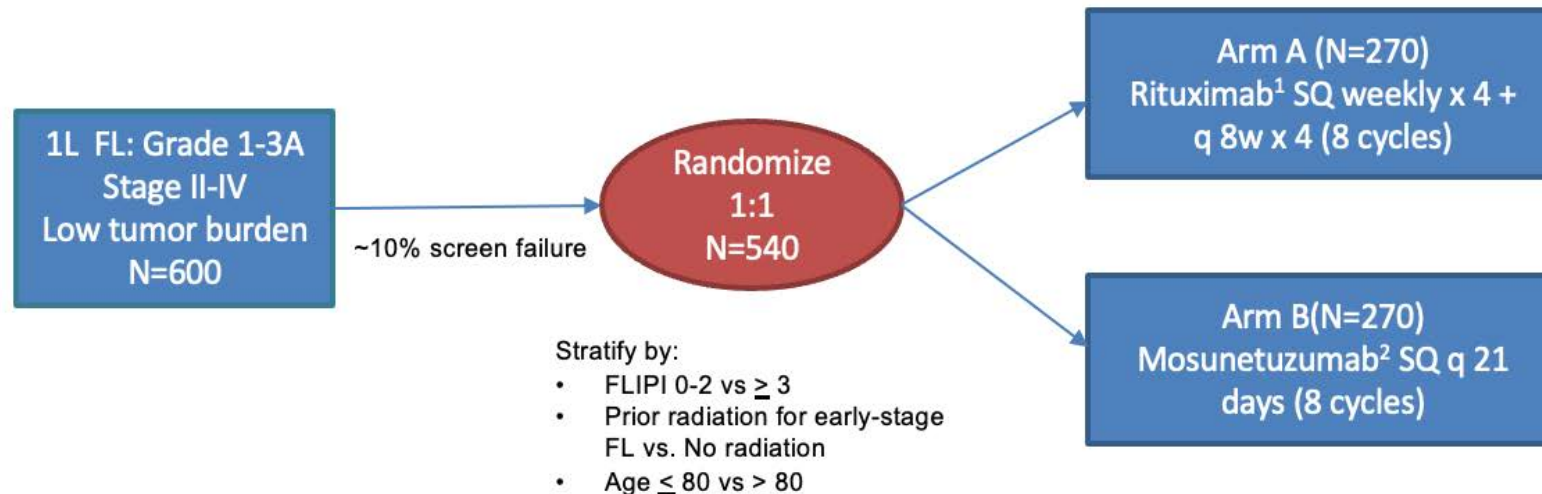 1L FL: Grade 1-3A
Stage II-IV
Low tumor burden
N=600
~10% screen failure
Randomize
1:1
N=540
Stratify by:
• FLIPI 0-2 vs ≥ 3
• Prior radiation for early-stage
FL vs. No radiation
• Age ≤ 80 vs > 80
Arm A (N=270)
Rituximab¹ SQ weekly x 4 +
q 8w x 4 (8 cycles)
Arm B(N=270)
Mosunetuzumab² SQ q 21
days (8 cycles)